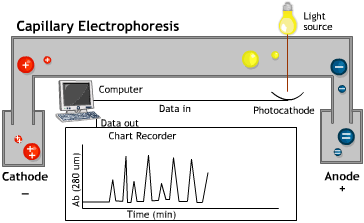 Capillary Electrophoresis
Light
source
+
+
−
−
Computer
Data in
Photocathode
Data out
Chart Recorder
+
+
+
=
=
Cathode
−
Anode
+
Ab (280 um)
Time (min)